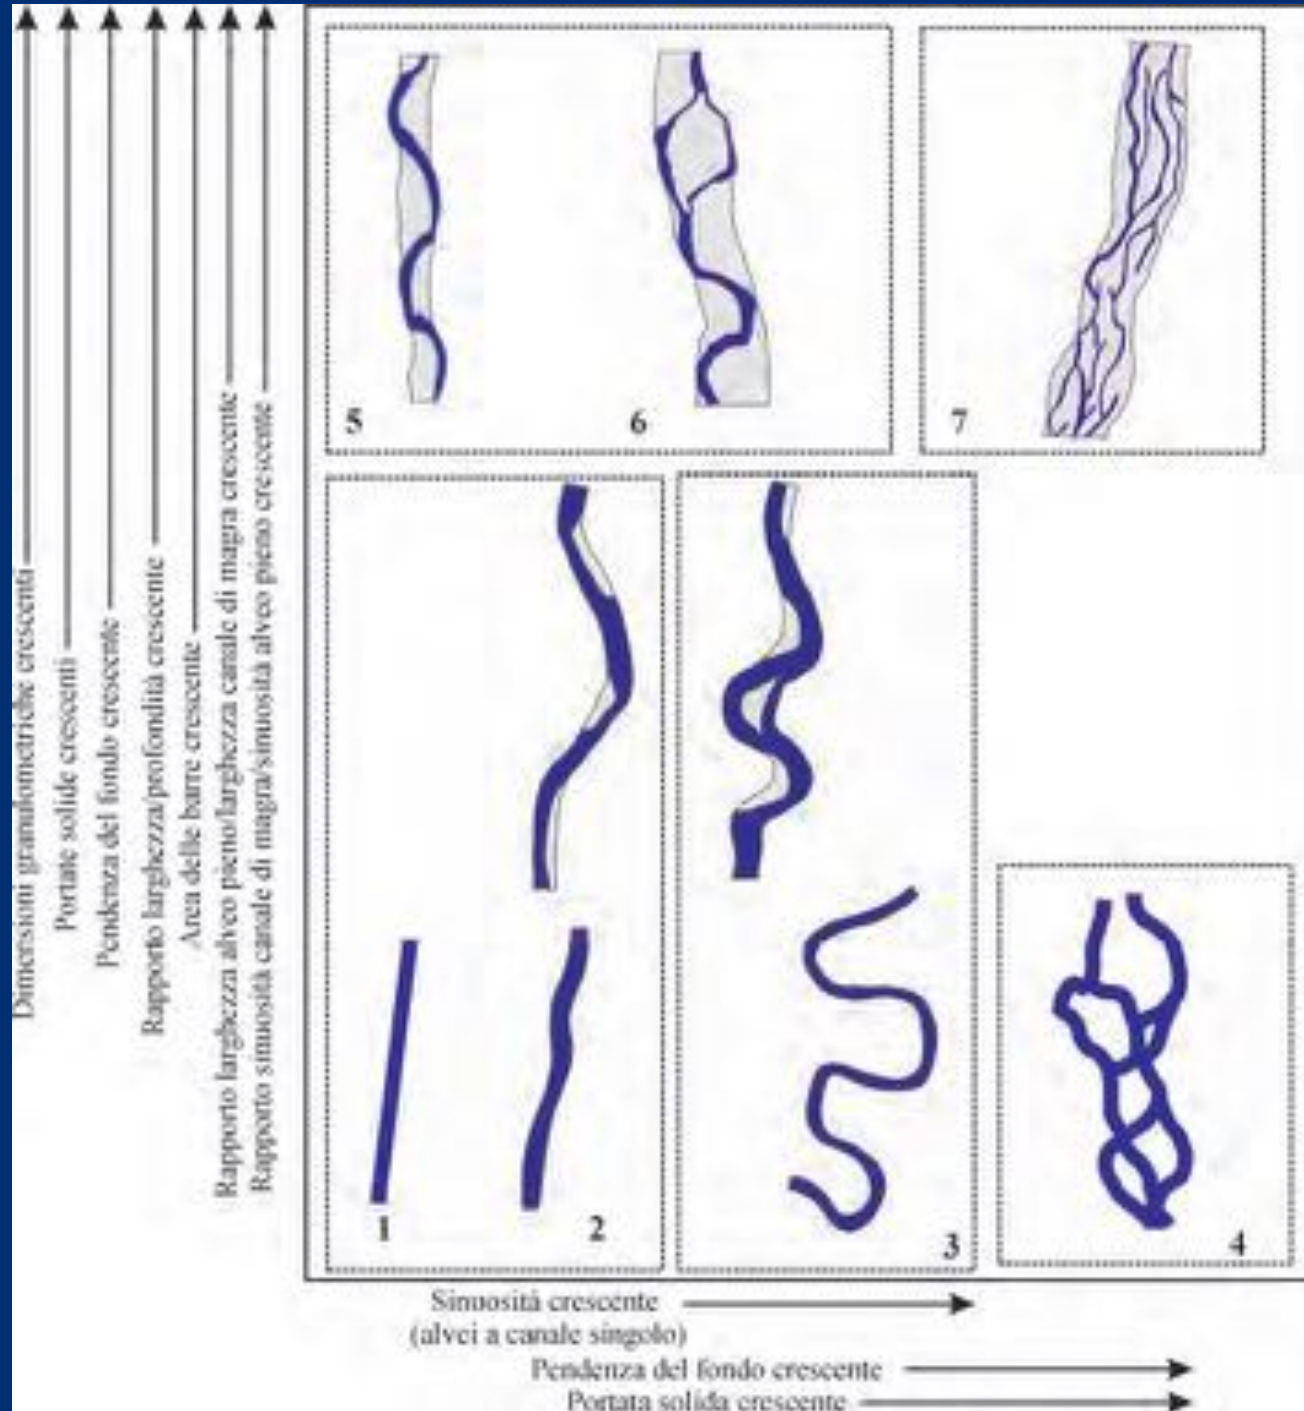 Dimensioni granulometriche crescenti
Portate solide crescenti
Pendenza del fondo crescente
Rapporto larghezza/profondità crescente
Area delle barre crescente
Rapporto larghezza alveo pieno/larghezza canale di magra crescente
Rapporto sinuosità canale di magra/sinuosità alveo pieno crescente
5
6
7
1
2
3
4
Sinuosità crescente
(alvei a canale singolo)
Pendenza del fondo crescente
Portata solida crescente